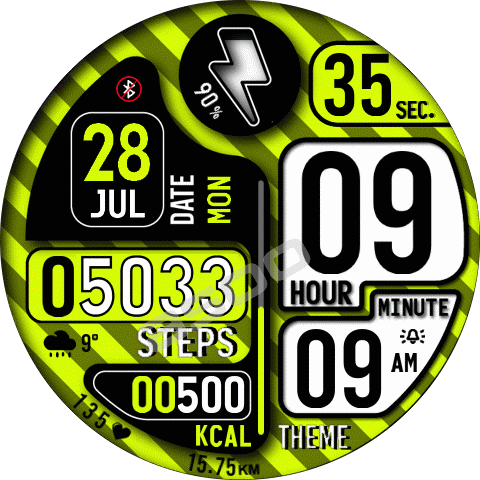 90%
35 SEC.
28
JUL
DATE
MON
09
HOUR
05033
STEPS
MINUTE
9°
09
AM
00500
KCAL
135
THEME
15.75KM